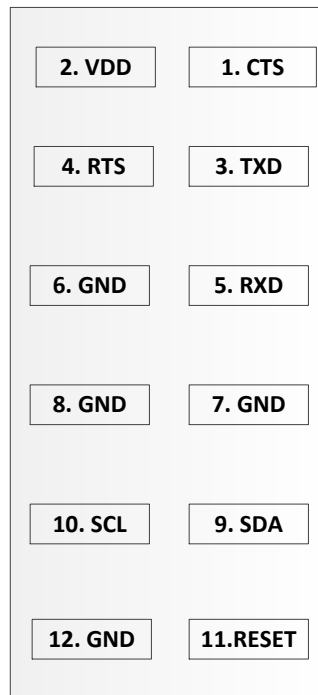 2. VDD 1. CTS
4. RTS 3. TXD
6. GND 5. RXD
8. GND 7. GND
10. SCL 9. SDA
12. GND 11.RESET